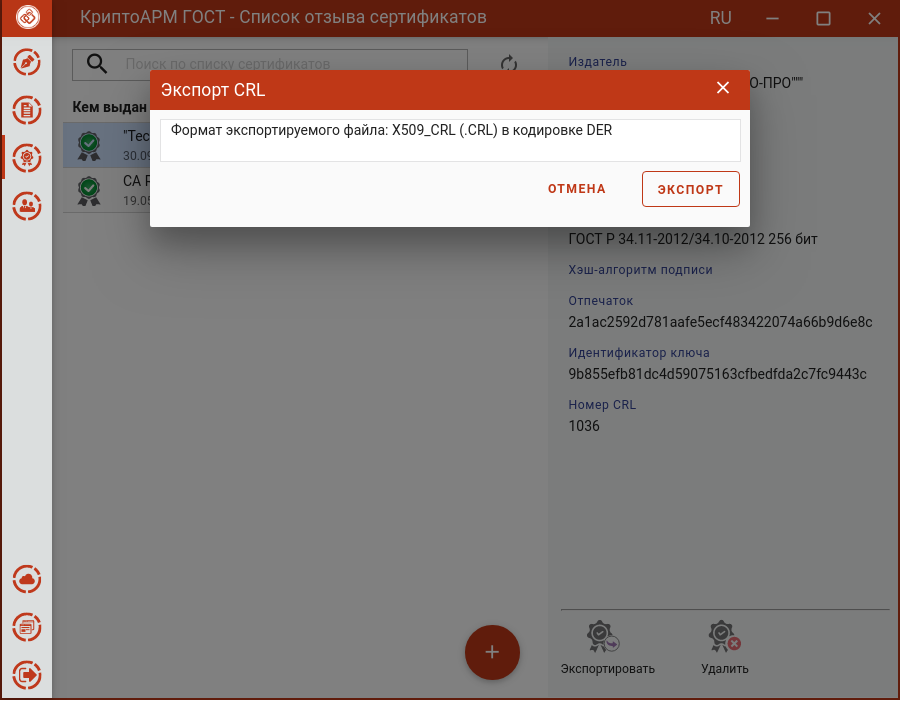 КриптоАРМ ГОСТ - Список отзыва сертификатов
RU
Поиск по списку сертификатов
Кем выдан
"Тес
30.09
CA
19.05
Экспорт CRL
Формат экспортируемого файла: X509_CRL (.CRL) в кодировке DER
ОТМЕНА
ЭКСПОРТ
Издатель
О-ПРО"""
ГОСТ Р 34.11-2012/34.10-2012 256 бит
Хэш-алгоритм подписи
Отпечаток
2a1ac2592d781aafe5ecf483422074a66b9d6e8c
Идентификатор ключа
9b855efb81dc4d59075163cfbedfda2c7fc9443c
Номер CRL
1036
+
Экспортировать
Удалить